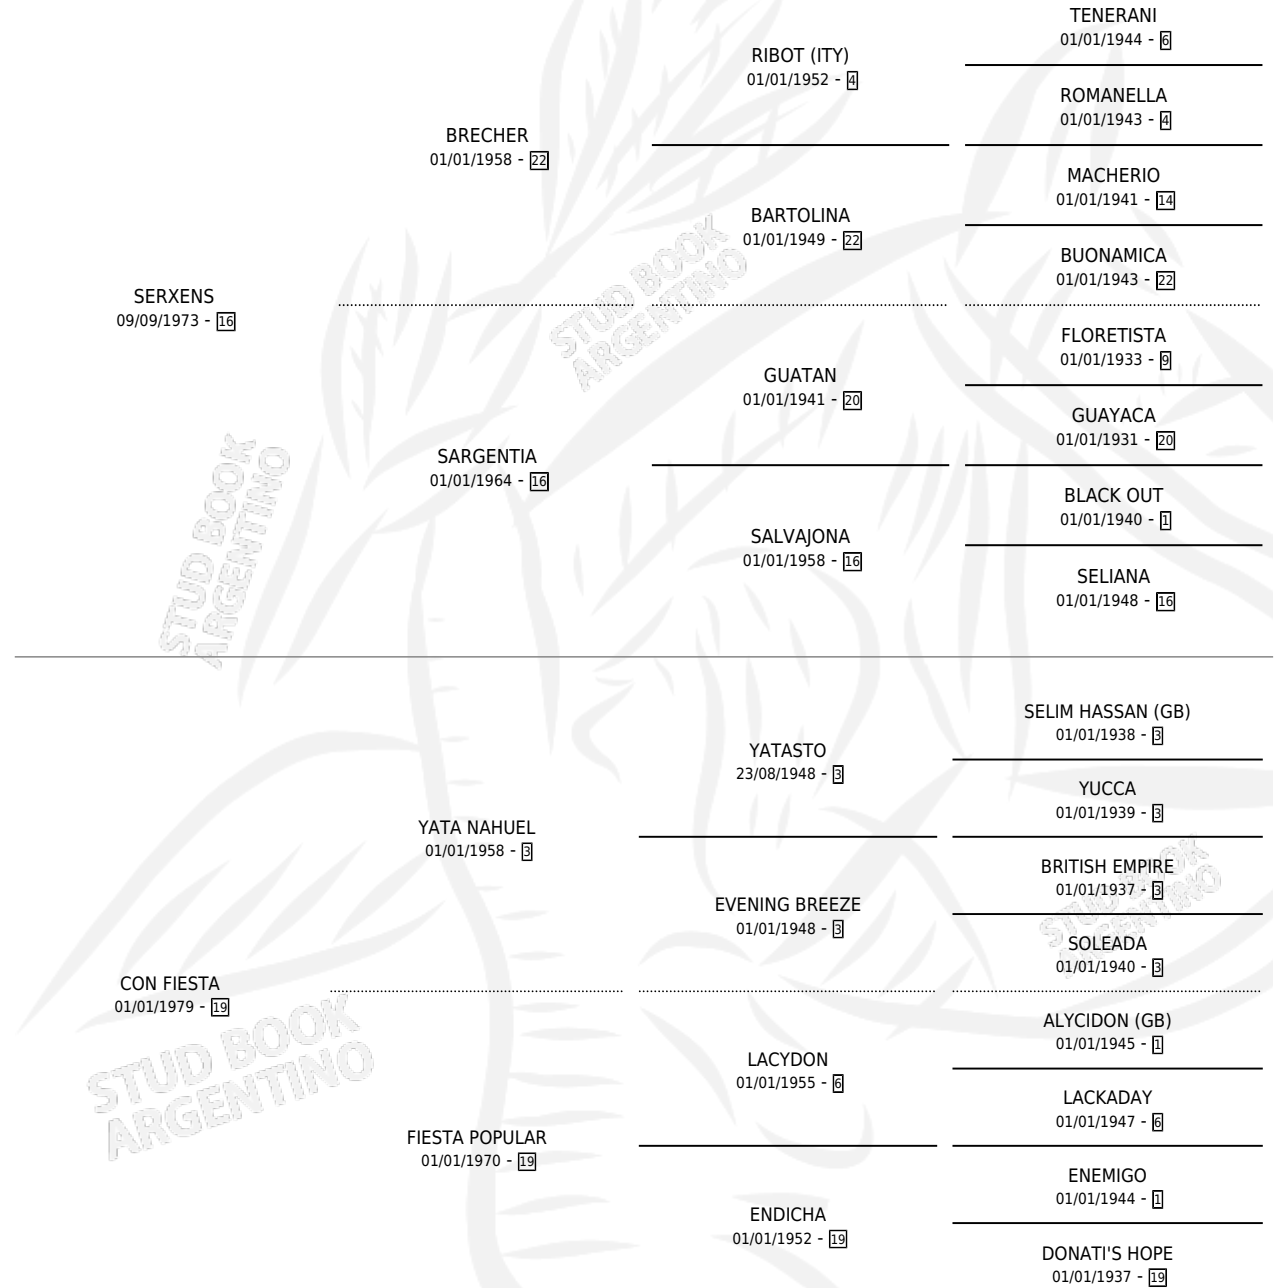 TENERANI
01/01/1944 - 6
RIBOT (ITY)
01/01/1952 - 4
ROMANELLA
01/01/1943 - 4
BRECHER
01/01/1958 - 22
MACHERIO
01/01/1941 - 14
BARTOLINA
01/01/1949 - 22
BUONAMICA
01/01/1943 - 22
SERXENS
09/09/1973 - 16
FLORETISTA
01/01/1933 - 9
GUATAN
01/01/1941 - 20
GUAYACA
01/01/1931 - 20
SARGENTIA
01/01/1964 - 16
BLACK OUT
01/01/1940 - 1
SALVAJONA
01/01/1958 - 16
SELIANA
01/01/1948 - 16
SELIM HASSAN (GB)
01/01/1938 - 3
YATASTO
23/08/1948 - 3
YUCCA
01/01/1939 - 3
YATA NAHUEL
01/01/1958 - 3
BRITISH EMPIRE
01/01/1937 - 3
EVENING BREEZE
01/01/1948 - 3
SOLEADA
01/01/1940 - 3
CON FIESTA
01/01/1979 - 19
ALYCIDON (GB)
01/01/1945 - 1
LACYDON
01/01/1955 - 6
LACKADAY
01/01/1947 - 6
FIESTA POPULAR
01/01/1970 - 19
ENEMIGO
01/01/1944 - 1
ENDICHA
01/01/1952 - 19
DONATI'S HOPE
01/01/1937 - 19
STUD BOOK
ARGENTINO
STUD BOOK
ARGENTINO
STUD BOOK
ARGENTINO
STUD BOOK
ARGENTINO